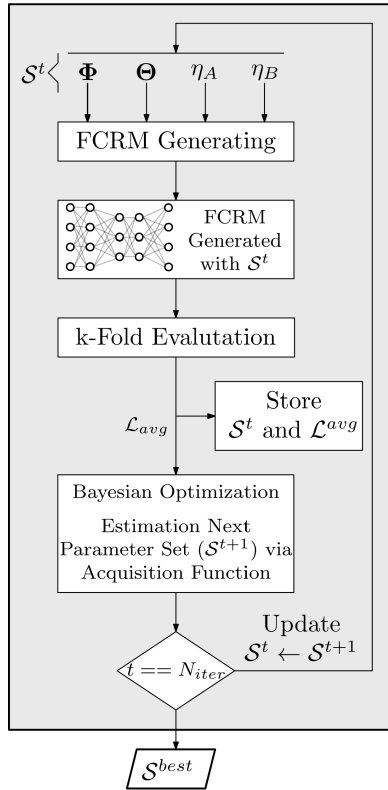 𝒮^t { Φ Θ η_A η_B
FCRM Generating
FCRM
Generated
with 𝒮^t
k-Fold Evalutation
ℒ_avg
Store
𝒮^t and ℒ^avg
Bayesian Optimization
Estimation Next
Parameter Set (𝒮^{t+1}) via
Acquisition Function
t == N_iter
Update
𝒮^t ← 𝒮^{t+1}
𝒮^best